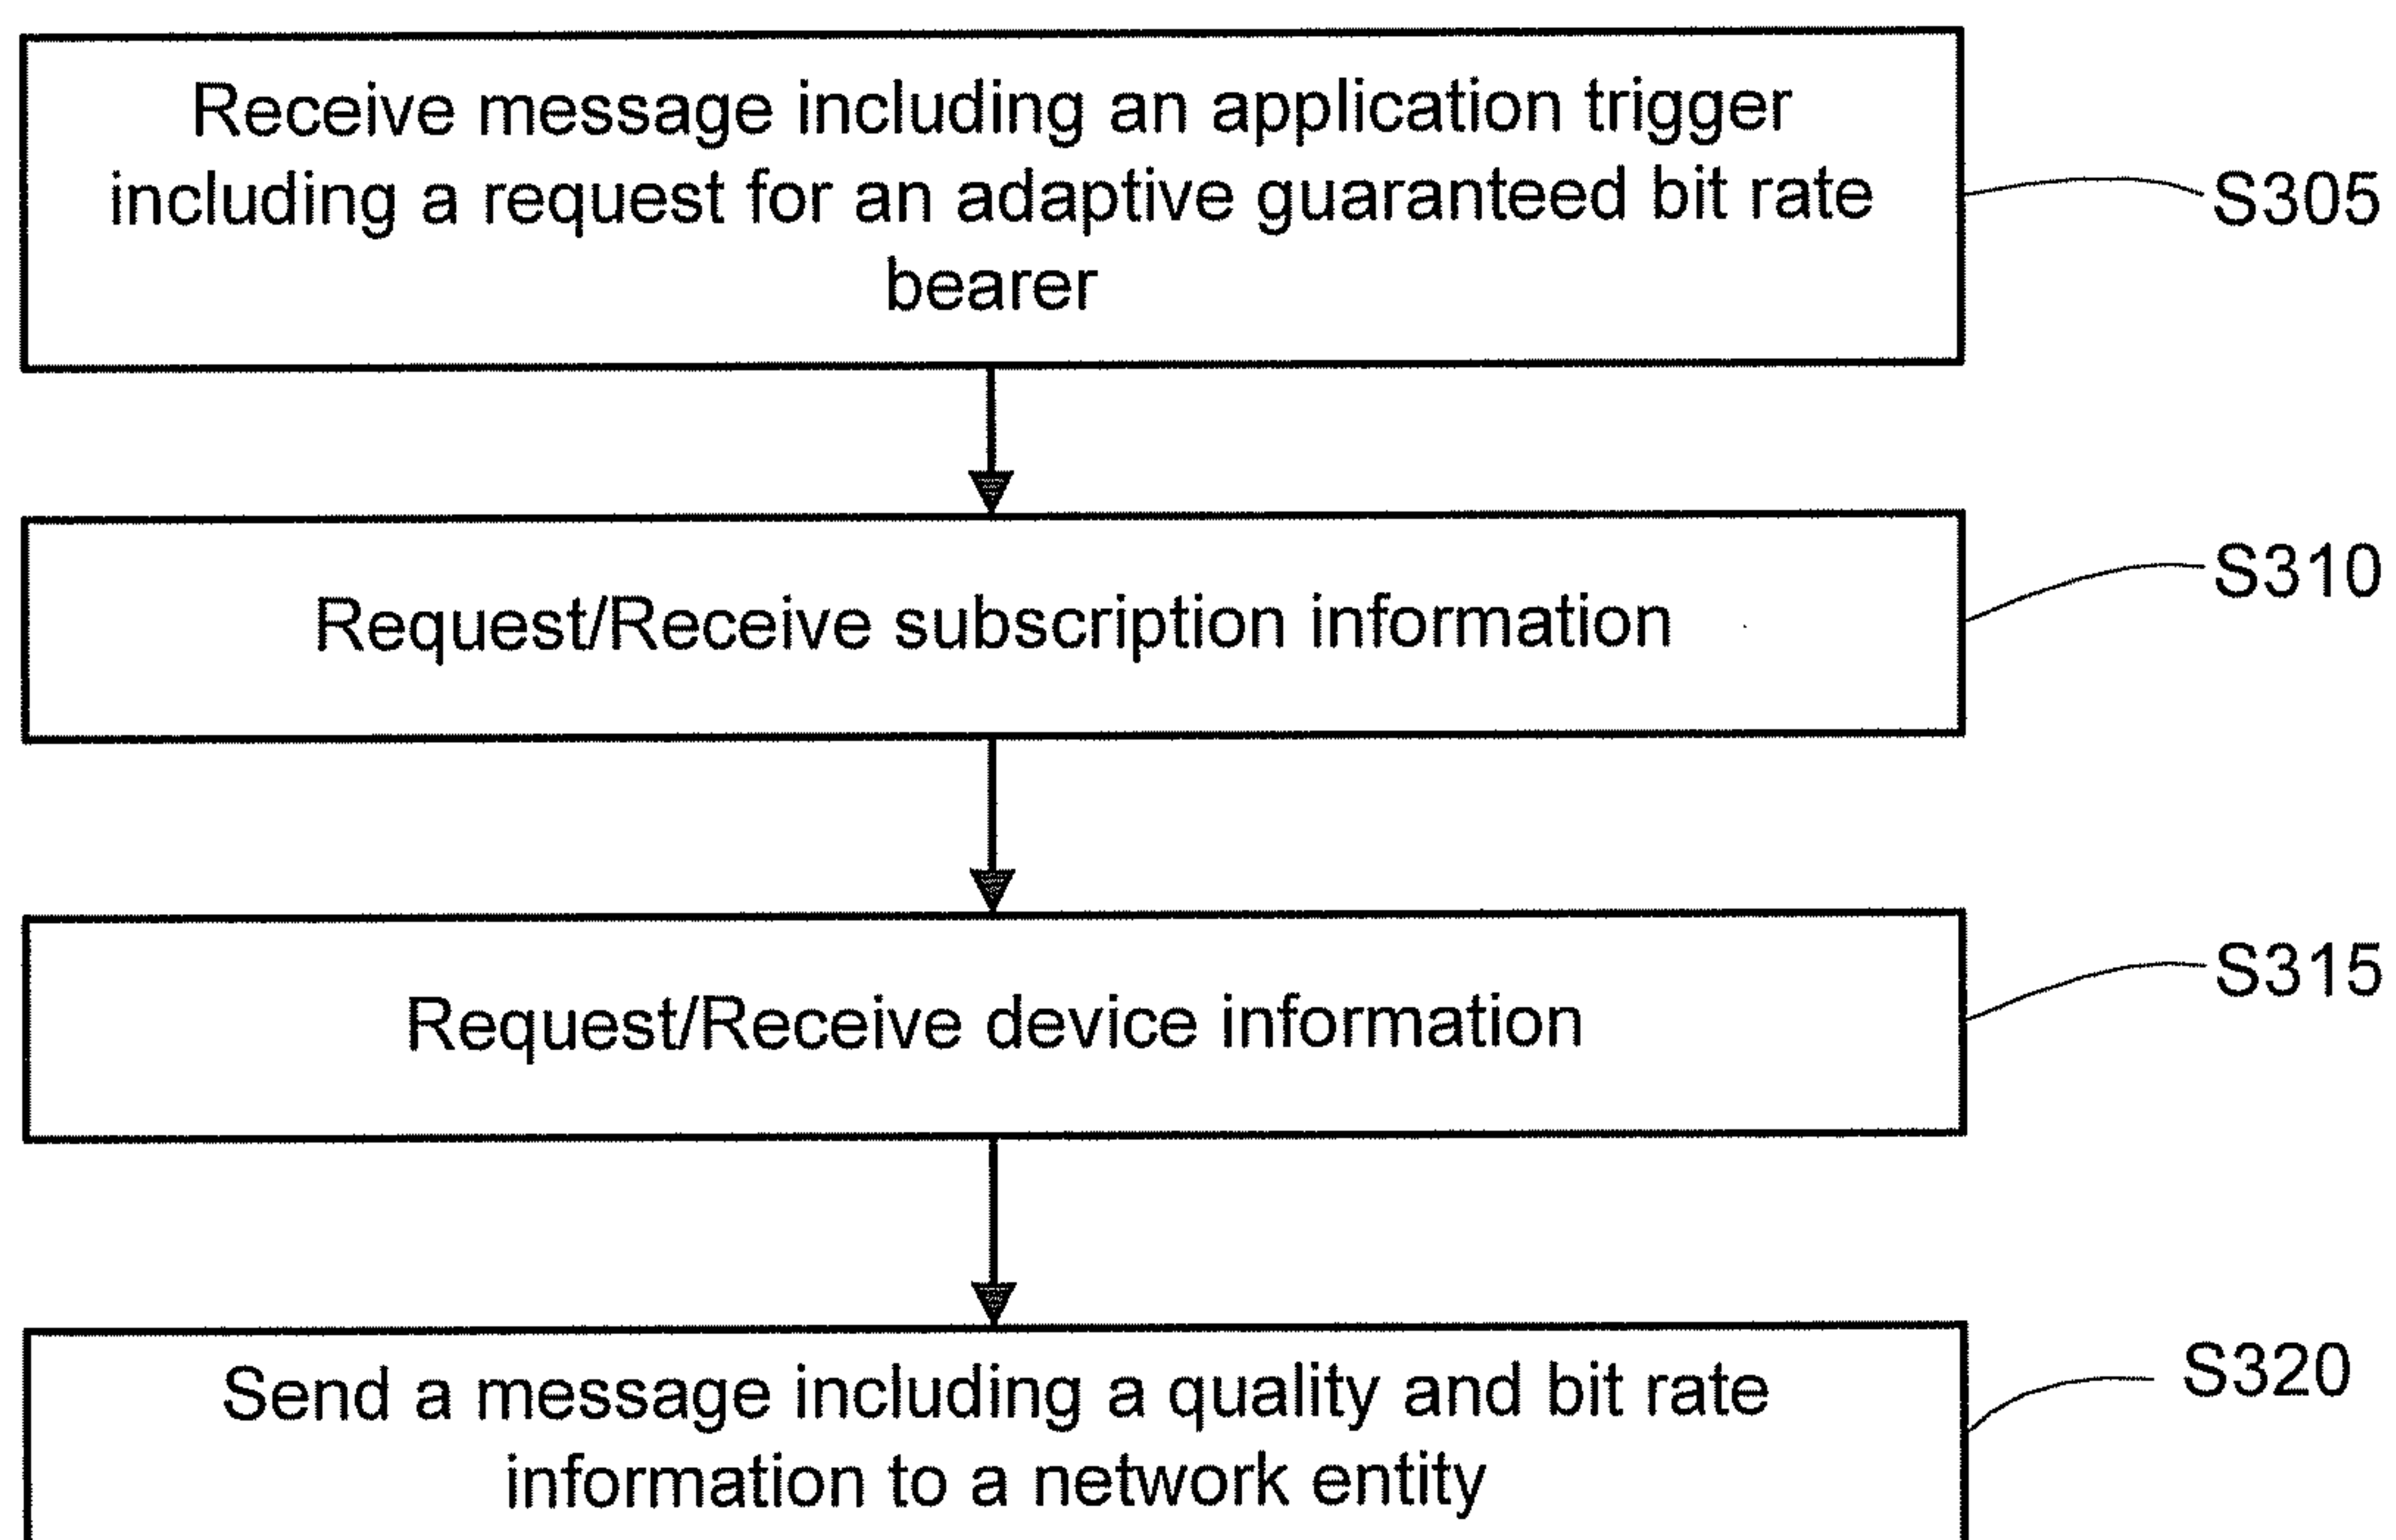 Receive message including an application trigger
including a request for an adaptive guaranteed bit rate
bearer
S305
Request/Receive subscription information
S310
Request/Receive device information
S315
Send a message including a quality and bit rate
information to a network entity
S320